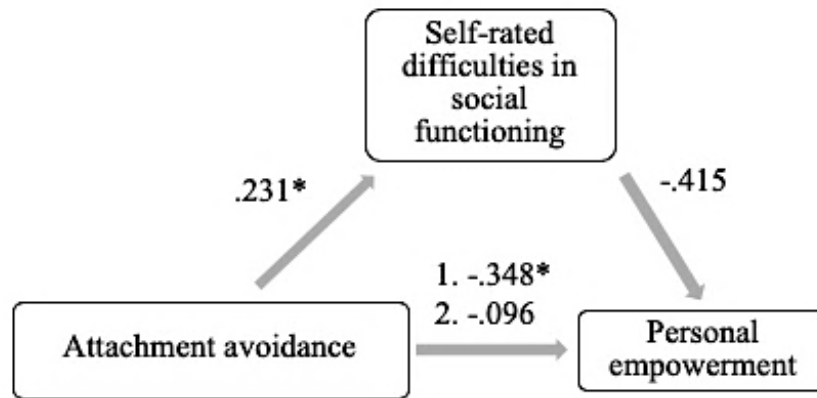 Self-rated
difficulties in
social
functioning
.231*
-.415
1. -.348*
2. -.096
Attachment avoidance
Personal
empowerment